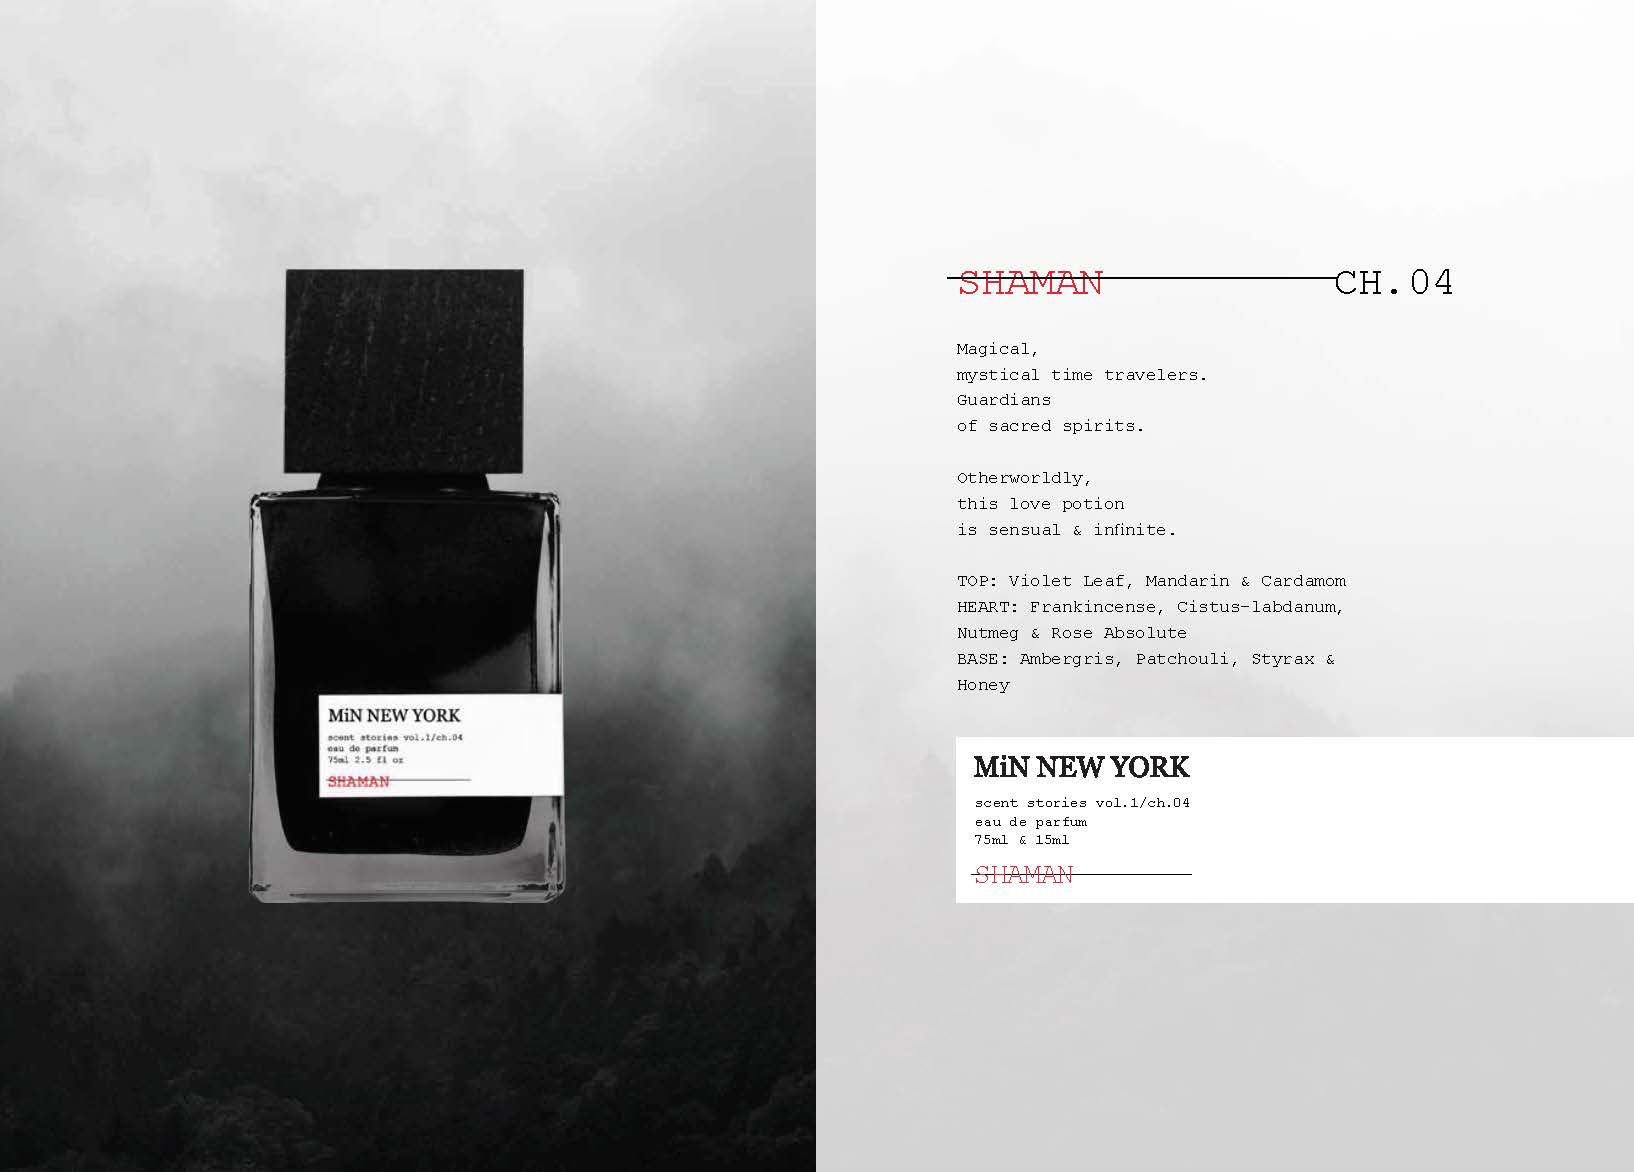 MiN NEW YORK
scent stories vol.1/ch.04
eau de parfum
75ml 2.5 fl oz
SHAMAN
SHAMAN CH.04
Magical,
mystical time travelers.
Guardians
of sacred spirits.
Otherworldly,
this love potion
is sensual & infinite.
TOP: Violet Leaf, Mandarin & Cardamom
HEART: Frankincense, Cistus-labdanum,
Nutmeg & Rose Absolute
BASE: Ambergris, Patchouli, Styrax &
Honey
MiN NEW YORK
scent stories vol.1/ch.04
eau de parfum
75ml & 15ml
SHAMAN